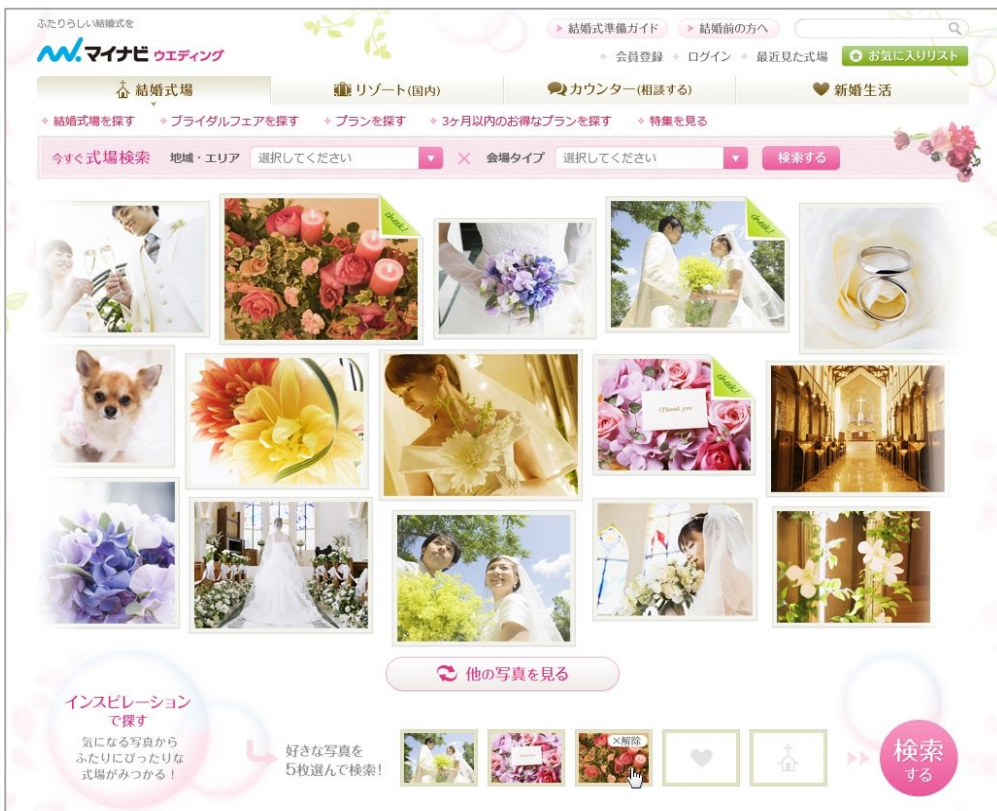 ふたりらしい結婚式を
マイナビ ウエディング
結婚式準備ガイド 結婚前の方へ
会員登録 ログイン 最近見た式場 お気に入りリスト
結婚式場 リゾート(国内) カウンター(相談する) 新婚生活
結婚式場を探す ブライダルフェアを探す プランを探す 3ヶ月以内のお得なプランを探す 特集を見る
今すぐ式場検索 地域・エリア 選択してください × 会場タイプ 選択してください 検索する
check!
check!
check!
Thank you
他の写真を見る
インスピレーション
で探す
気になる写真から
ふたりにぴったりな
式場がみつかる!
好きな写真を
5枚選んで検索!
×解除
検索
する